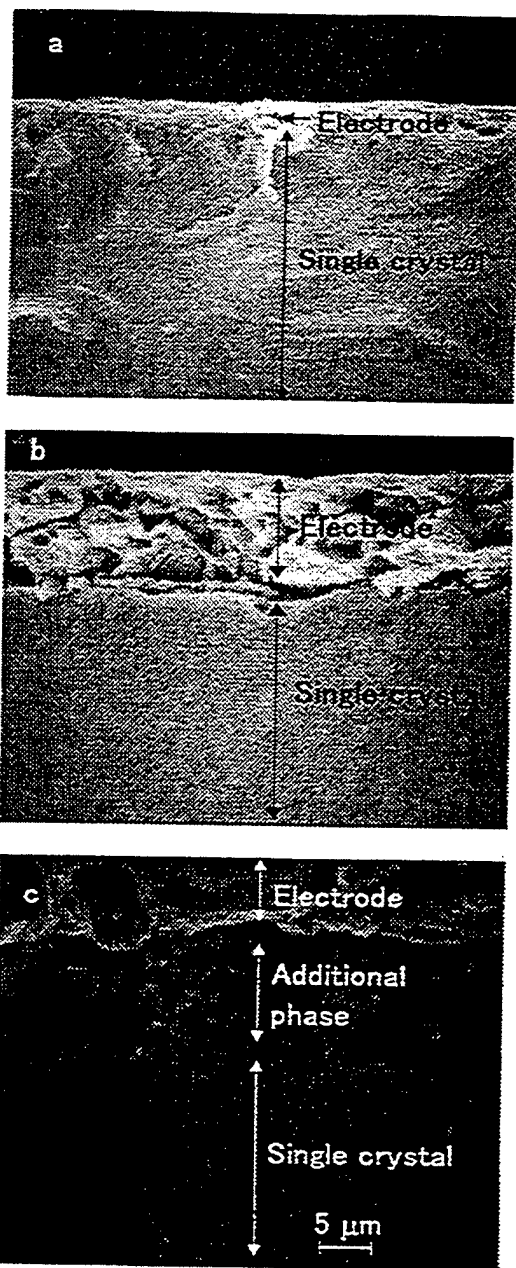 a
Electrode
Single crystal
b
Electrode
Single crystal
c
Electrode
Additional
phase
Single crystal
5 μm